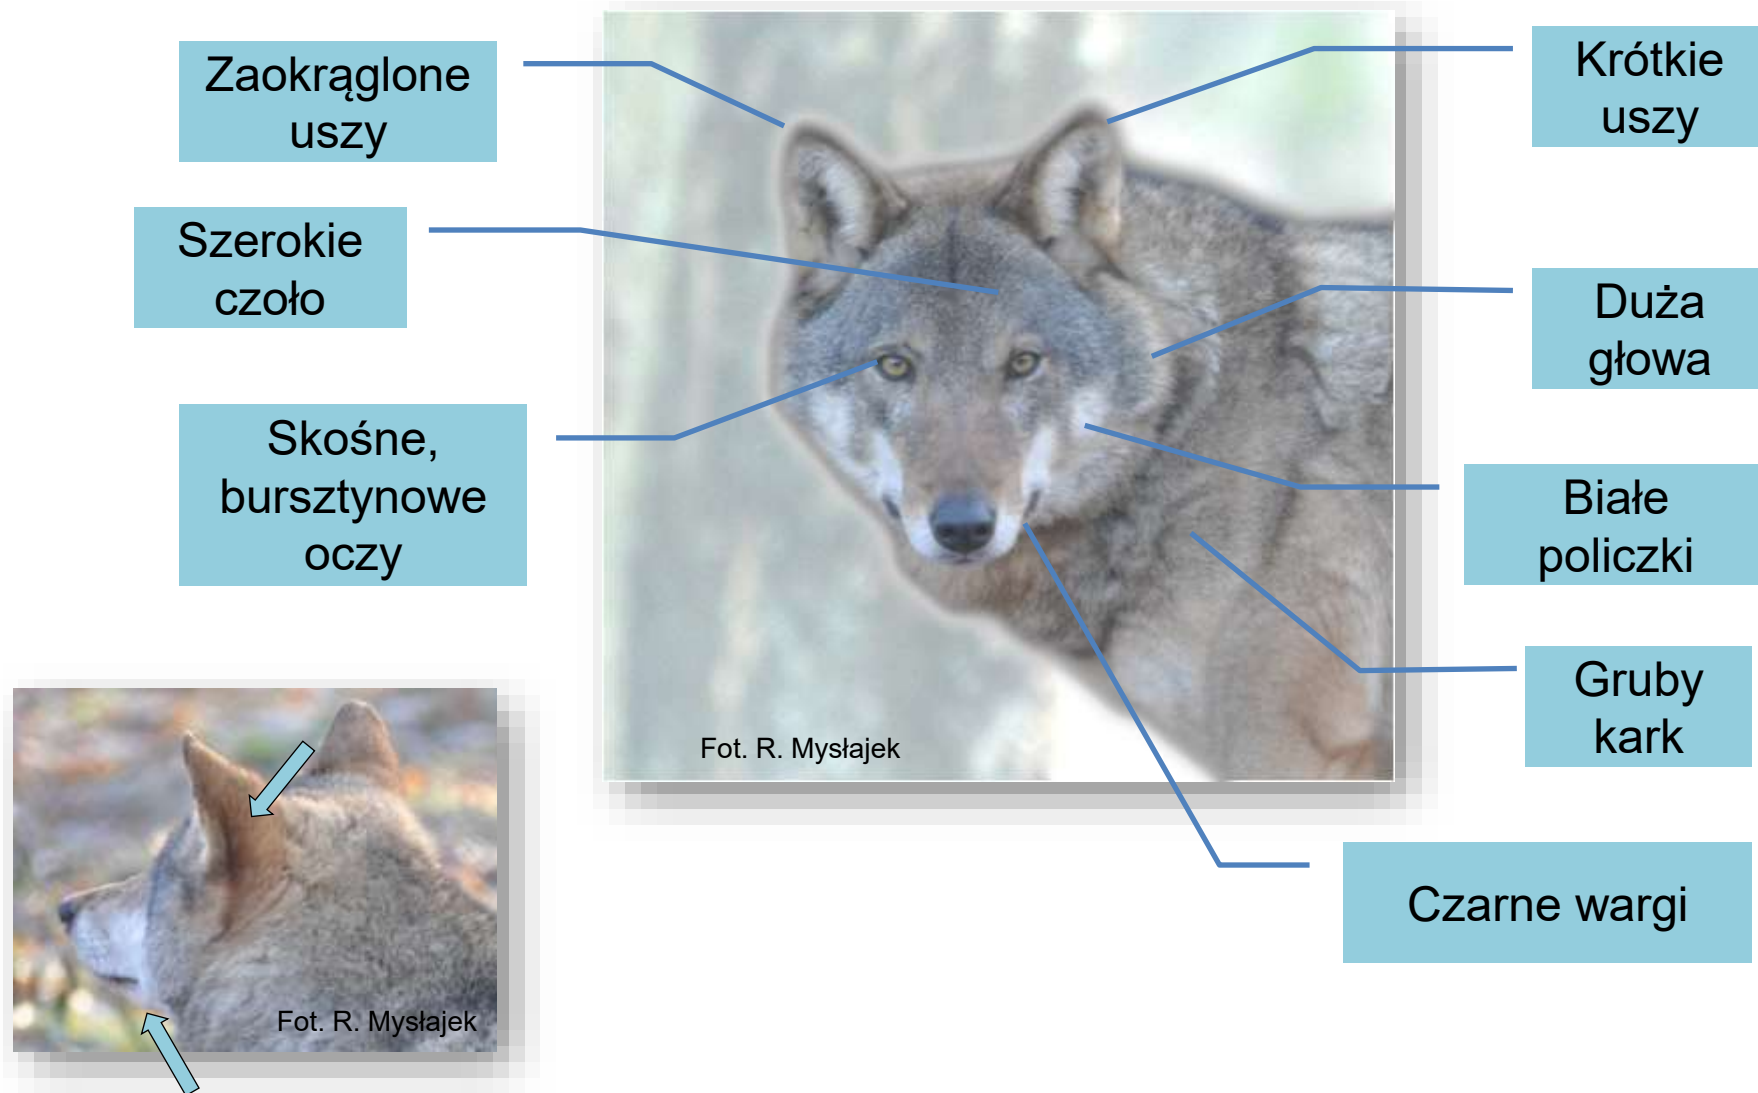 Zaokrąglone
uszy
Szerokie
czoło
Skośne,
bursztynowe
oczy
Krótkie
uszy
Duża
głowa
Białe
policzki
Gruby
kark
Czarne wargi
Fot. R. Mysłajek
Fot. R. Mysłajek